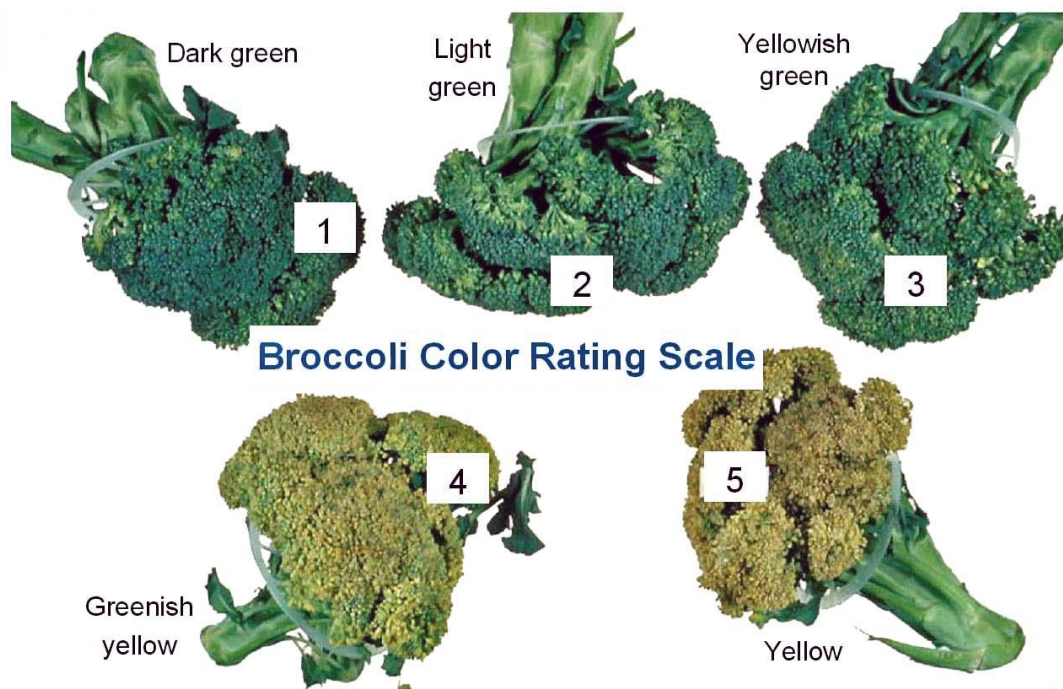 Dark green
Light
green
Yellowish
green
1
2
3
Broccoli Color Rating Scale
4
5
Greenish
yellow
Yellow